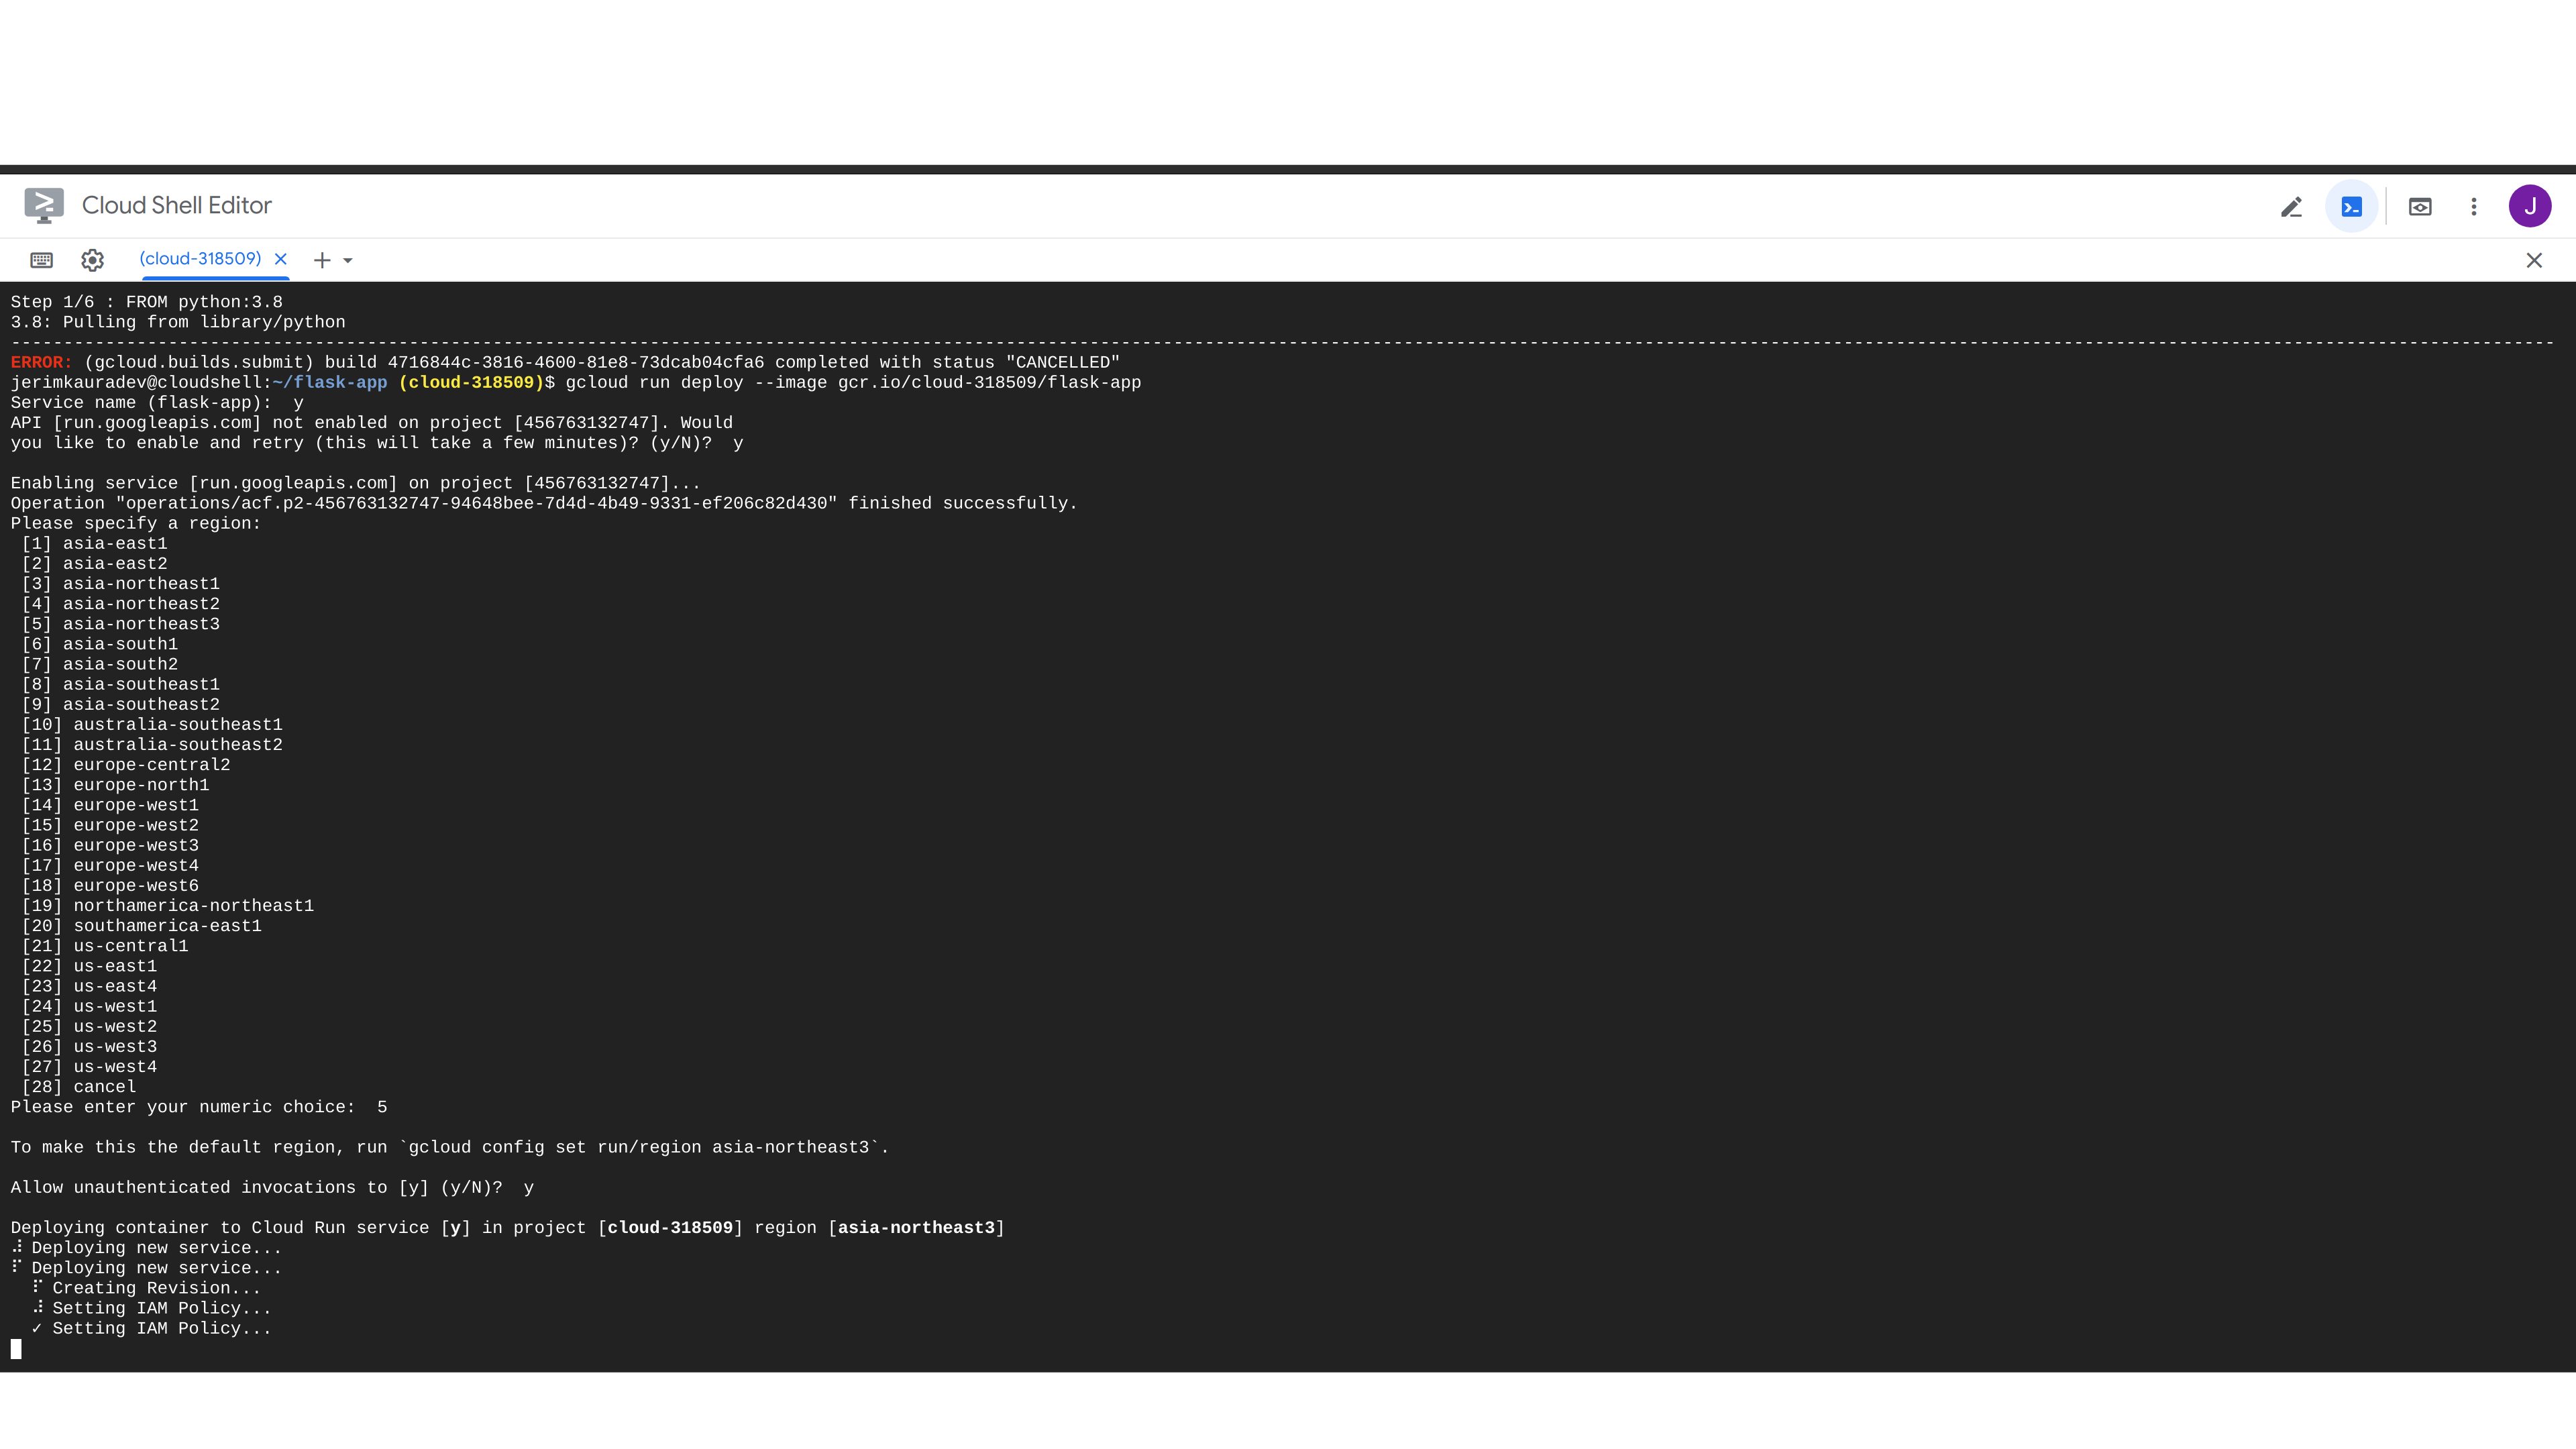 Cloud Shell Editor
J
(cloud-318509)
Step 1/6 : FROM python:3.8
3.8: Pulling from library/python
--------------------------------------------------------------------------------
ERROR: (gcloud.builds.submit) build 4716844c-3816-4600-81e8-73dcab04cfa6 completed with status "CANCELLED"
jerimkauradev@cloudshell:~/flask-app (cloud-318509)$ gcloud run deploy --image gcr.io/cloud-318509/flask-app
Service name (flask-app):  y
API [run.googleapis.com] not enabled on project [456763132747]. Would
you like to enable and retry (this will take a few minutes)? (y/N)?  y
Enabling service [run.googleapis.com] on project [456763132747]...
Operation "operations/acf.p2-456763132747-94648bee-7d4d-4b49-9331-ef206c82d430" finished successfully.
Please specify a region:
[1] asia-east1
[2] asia-east2
[3] asia-northeast1
[4] asia-northeast2
[5] asia-northeast3
[6] asia-south1
[7] asia-south2
[8] asia-southeast1
[9] asia-southeast2
[10] australia-southeast1
[11] australia-southeast2
[12] europe-central2
[13] europe-north1
[14] europe-west1
[15] europe-west2
[16] europe-west3
[17] europe-west4
[18] europe-west6
[19] northamerica-northeast1
[20] southamerica-east1
[21] us-central1
[22] us-east1
[23] us-east4
[24] us-west1
[25] us-west2
[26] us-west3
[27] us-west4
[28] cancel
Please enter your numeric choice:  5
To make this the default region, run `gcloud config set run/region asia-northeast3`.
Allow unauthenticated invocations to [y] (y/N)?  y
Deploying container to Cloud Run service [y] in project [cloud-318509] region [asia-northeast3]
⠼ Deploying new service...
⠏ Deploying new service...
⠏ Creating Revision...
⠼ Setting IAM Policy...
✓ Setting IAM Policy...